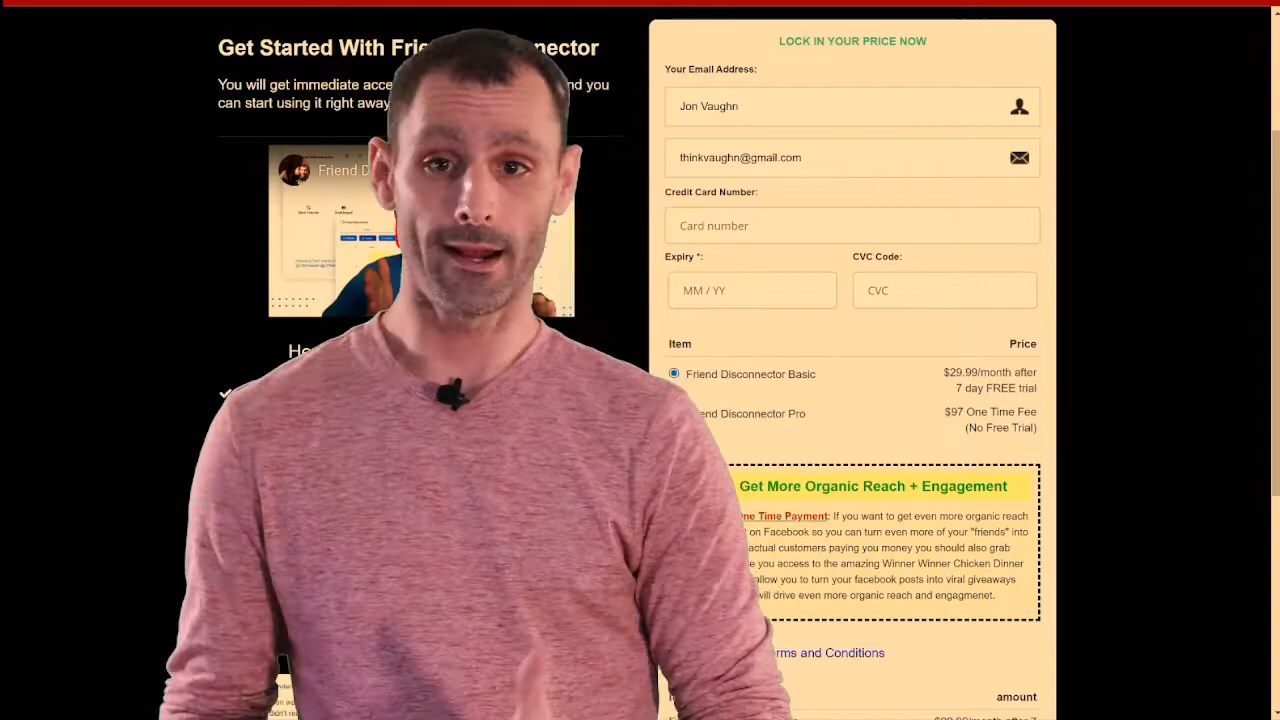 Get Started With nnector
You will get immediate and you
can start using it right away
Friend
LOCK IN YOUR PRICE NOW
Your Email Address:
Jon Vaughn
thinkvaughn@gmail.com
Credit Card Number:
Card number
Expiry *:
CVC Code:
MM / YY
CVC
Item Price
Friend Disconnector Basic
$29.99/month after
7 day FREE trial
end Disconnector Pro
$97 One Time Fee
(No Free Trial)
Get More Organic Reach + Engagement
ne Time Payment: if you want to get even more organic reach
on Facebook so you can turn even more of your "friends" into
actual customers paying you money you should also grab
e you access to the amazing Winner Winner Chicken Dinner
allow you to turn your facebook posts into viral giveaways
will drive even more organic reach and engagmenet.
rms and Conditions
amount